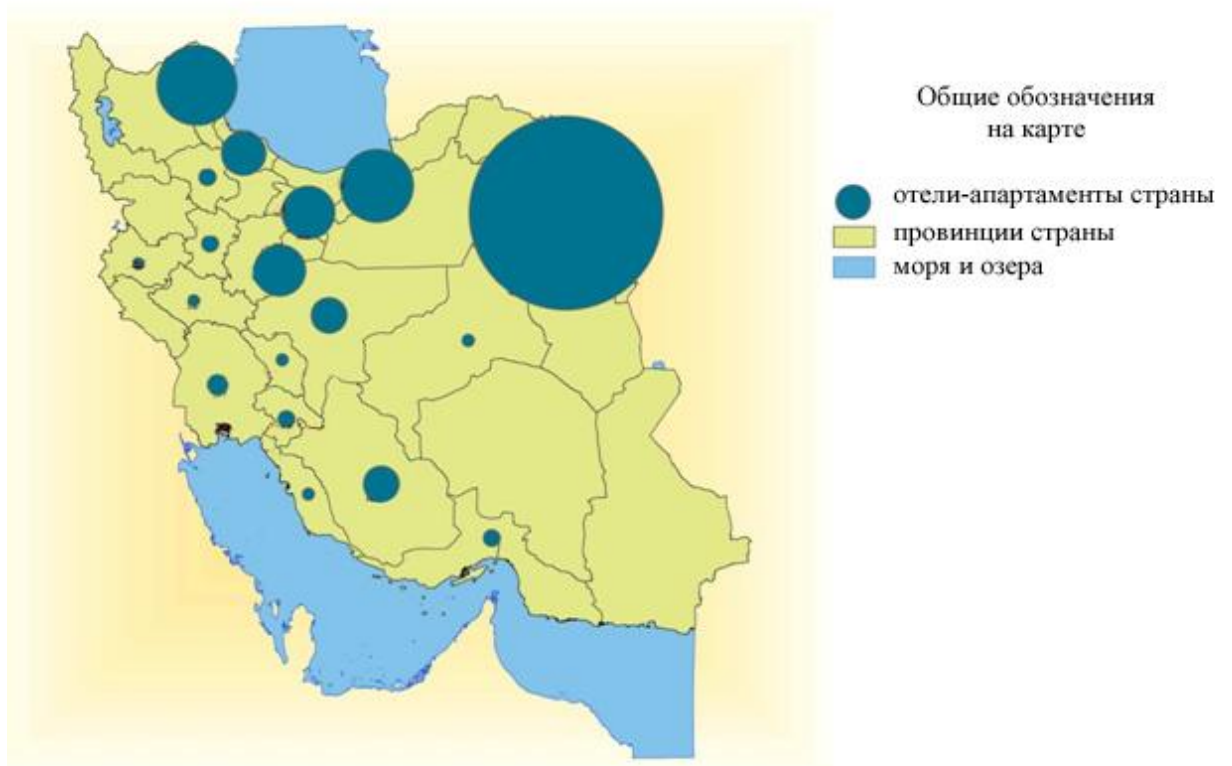 Общие обозначения
на карте
отели-апартаменты страны
провинции страны
моря и озера